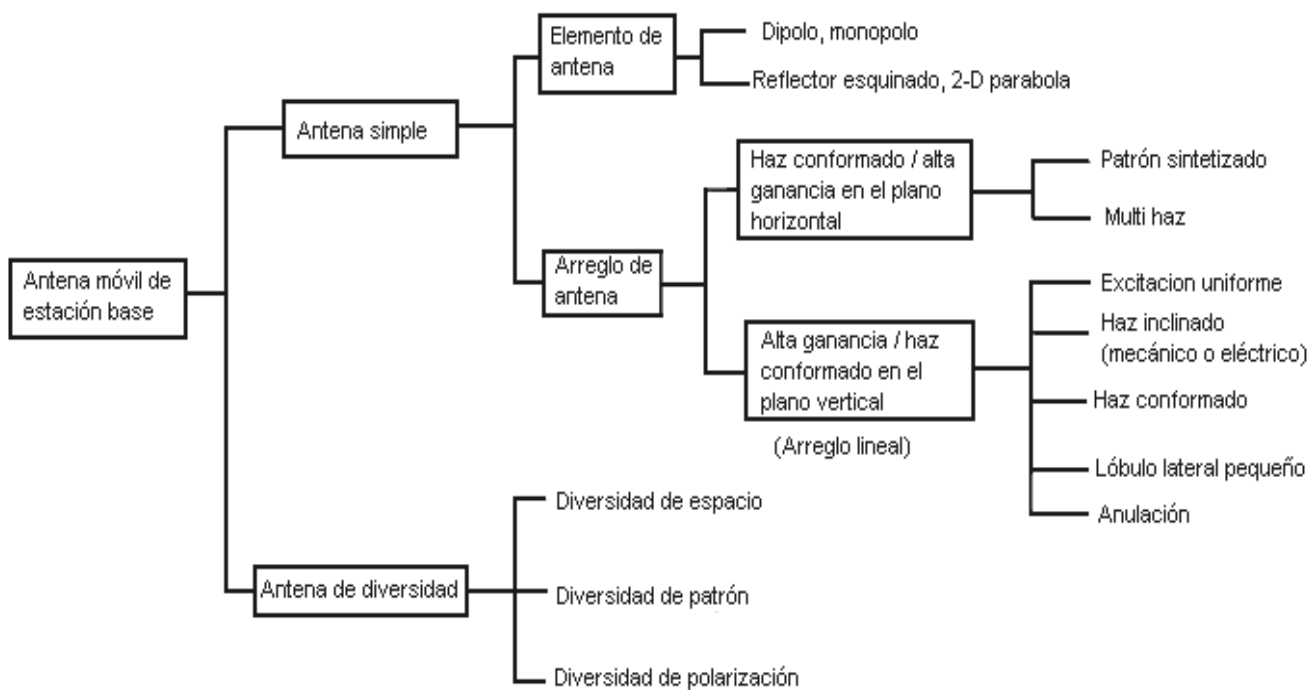 Antena móvil de
estación base
Antena simple
Elemento de
antena
Dipolo, monopolo
Reflector esquinado, 2-D parabola
Arreglo de
antena
Haz conformado / alta
ganancia en el plano
horizontal
Patrón sintetizado
Multi haz
Alta ganancia / haz
conformado en el
plano vertical
(Arreglo lineal)
Excitacion uniforme
Haz inclinado
(mecánico o eléctrico)
Haz conformado
Lóbulo lateral pequeño
Anulación
Antena de diversidad
Diversidad de espacio
Diversidad de patrón
Diversidad de polarización